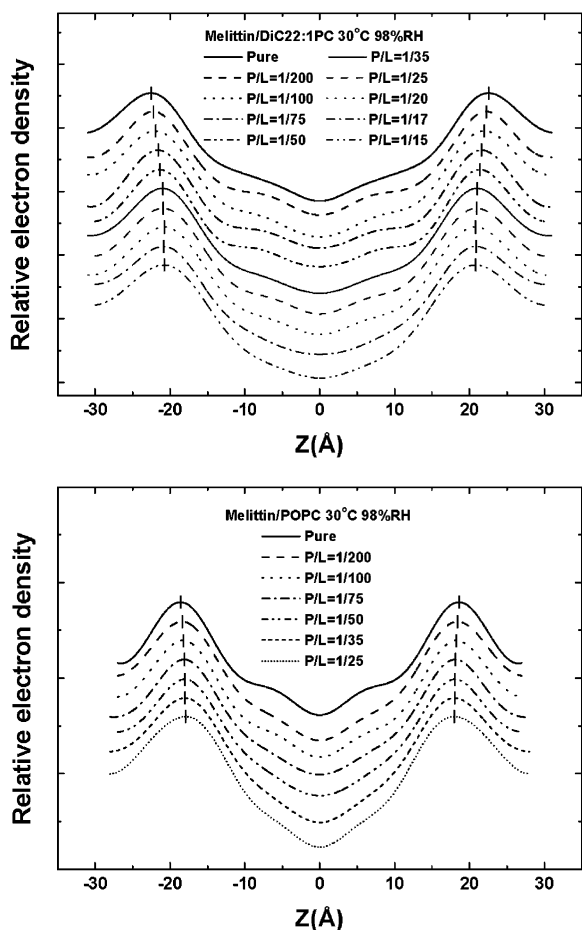 Melittin/DiC22:1PC 30°C 98%RH
Pure P/L=1/35
P/L=1/200 P/L=1/25
P/L=1/100 P/L=1/20
P/L=1/75 P/L=1/17
P/L=1/50 P/L=1/15
Relative electron density
-30 -20 -10 0 10 20 30
Z(Å)
Melittin/POPC 30°C 98%RH
Pure
P/L=1/200
P/L=1/100
P/L=1/75
P/L=1/50
P/L=1/35
P/L=1/25
Relative electron density
-30 -20 -10 0 10 20 30
Z(Å)